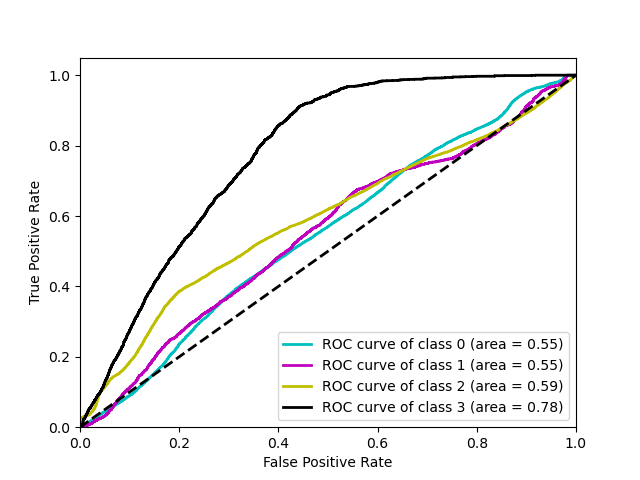 1.0
0.8
0.6
0.4
0.2
0.0
True Positive Rate
ROC curve of class 0 (area = 0.55)
ROC curve of class 1 (area = 0.55)
ROC curve of class 2 (area = 0.59)
ROC curve of class 3 (area = 0.78)
0.0 0.2 0.4 0.6 0.8 1.0
False Positive Rate